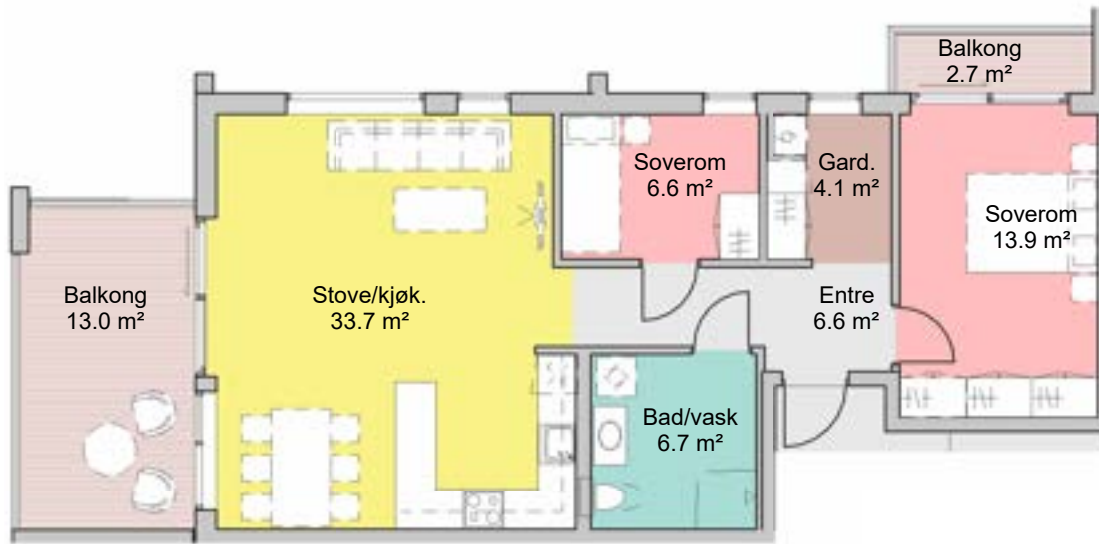 Balkong
2.7 m²
Soverom
6.6 m²
Gard.
4.1 m²
Soverom
13.9 m²
Balkong
13.0 m²
Stove/kjøk.
33.7 m²
Entre
6.6 m²
Bad/vask
6.7 m²